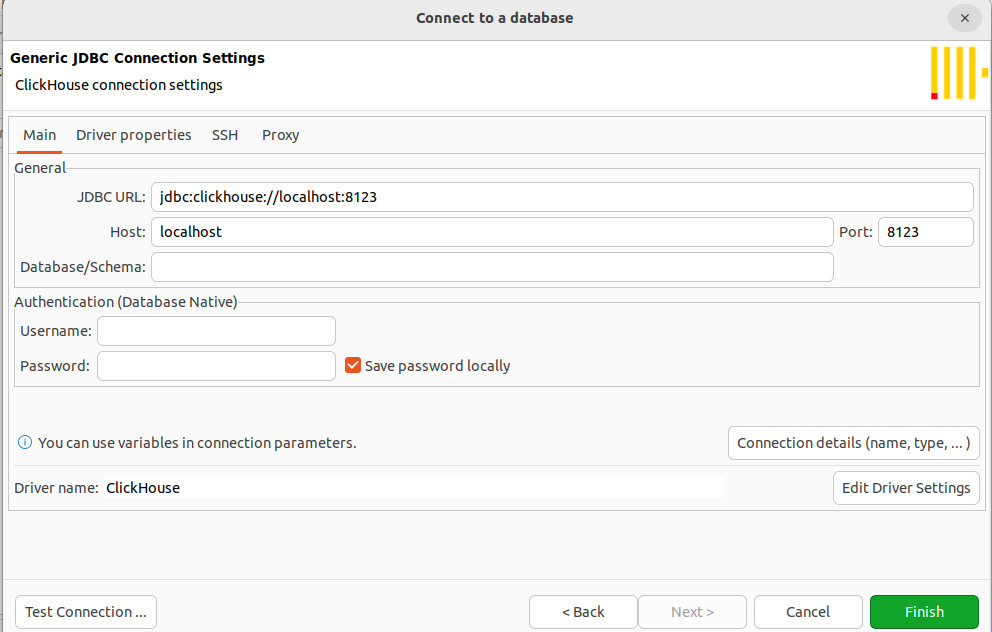 Connect to a database
Generic JDBC Connection Settings
ClickHouse connection settings
Main Driver properties SSH Proxy
General
JDBC URL: jdbc:clickhouse://localhost:8123
Host: localhost Port: 8123
Database/Schema:
Authentication (Database Native)
Username:
Password: Save password locally
You can use variables in connection parameters. Connection details (name, type, ... )
Driver name: ClickHouse Edit Driver Settings
Test Connection ... < Back Next > Cancel Finish